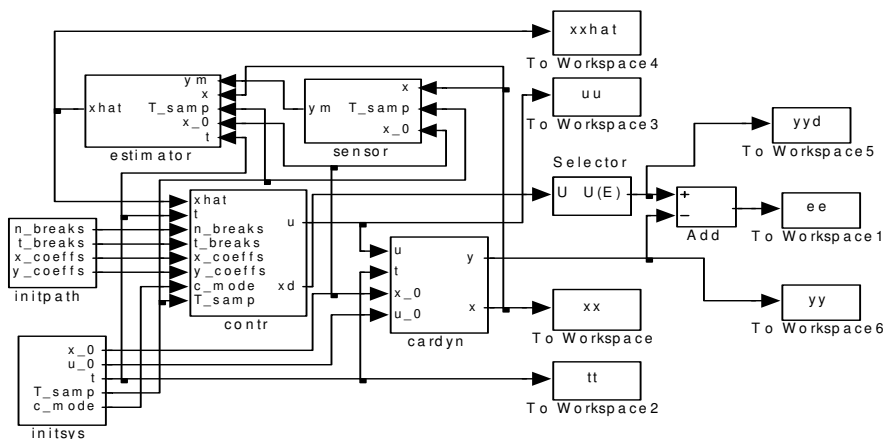 xxhat
To Workspace4
ym
x
T_samp
x_0
t
xhat
estimator
x
T_samp
x_0
ym
sensor
uu
To Workspace3
yyd
To Workspace5
Selector
U U(E)
+
−
Add
ee
To Workspace1
xhat
t
n_breaks
t_breaks
x_coeffs
y_coeffs
c_mode
T_samp
u
xd
contr
n_breaks
t_breaks
x_coeffs
y_coeffs
initpath
u
t
x_0
u_0
y
x
cardyn
xx
To Workspace
yy
To Workspace6
x_0
u_0
t
T_samp
c_mode
initsys
tt
To Workspace2